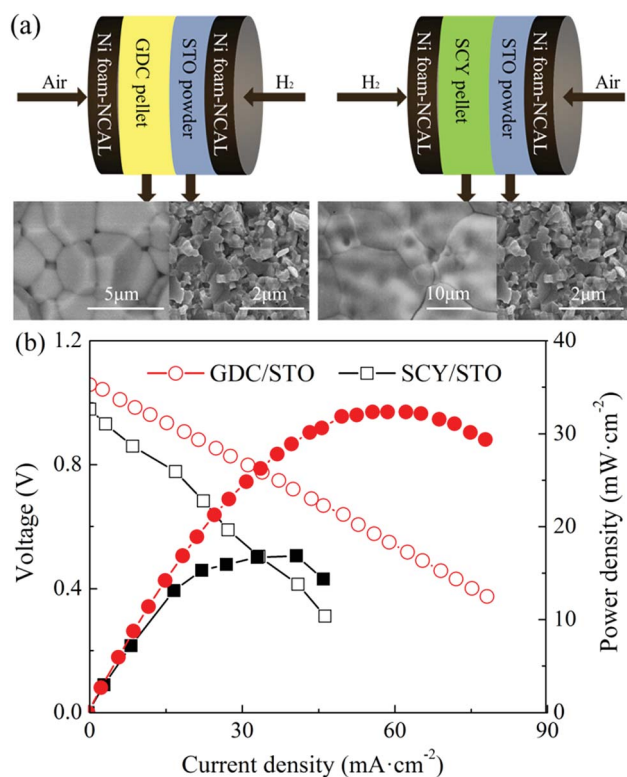 (a)
Air
Ni foam-NCAL
GDC pellet
STO powder
Ni foam-NCAL
H₂
H₂
Ni foam-NCAL
SCY pellet
STO powder
Ni foam-NCAL
Air
5μm
2μm
10μm
2μm
(b)
GDC/STO
SCY/STO
Voltage (V)
1.2
0.8
0.4
0.0
Power density (mW·cm⁻²)
40
30
20
10
0
0
30
60
90
Current density (mA·cm⁻²)